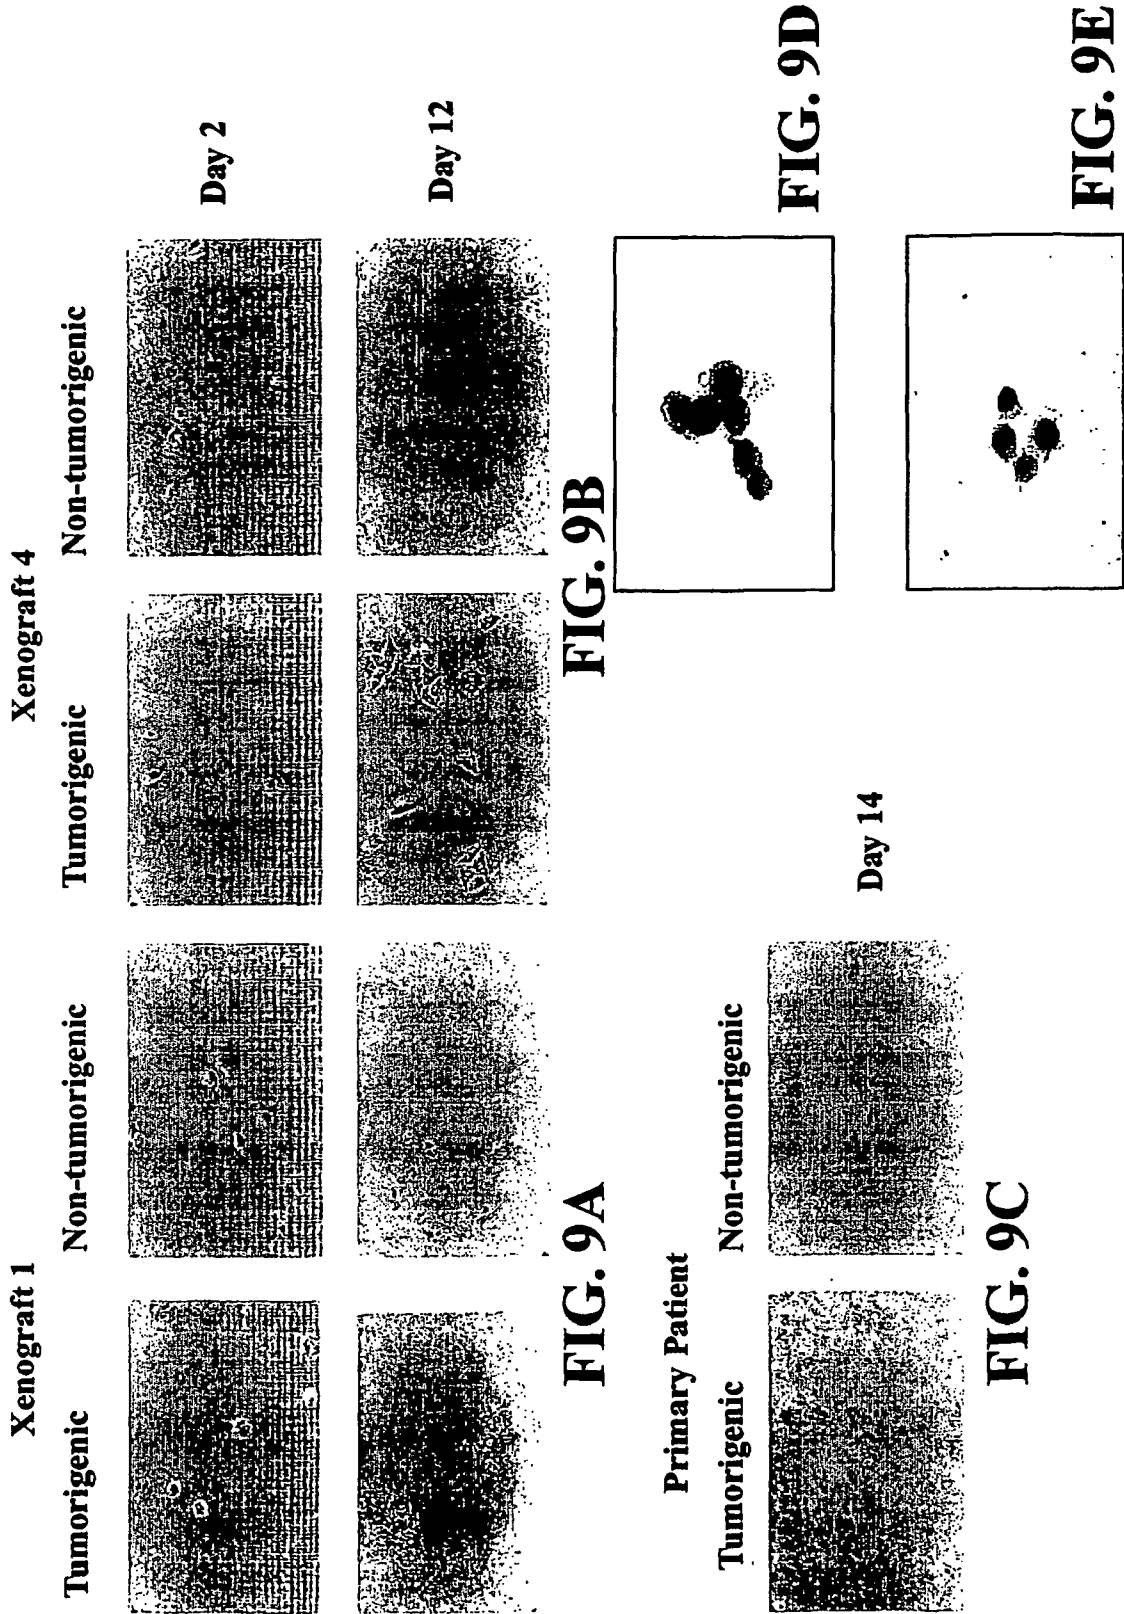 Xenograft 1
Xenograft 4
Tumorigenic
Non-tumorigenic
Tumorigenic
Non-tumorigenic
Day 2
Day 12
FIG. 9A
FIG. 9B
Primary Patient
Tumorigenic
Non-tumorigenic
Day 14
FIG. 9C
FIG. 9D
FIG. 9E